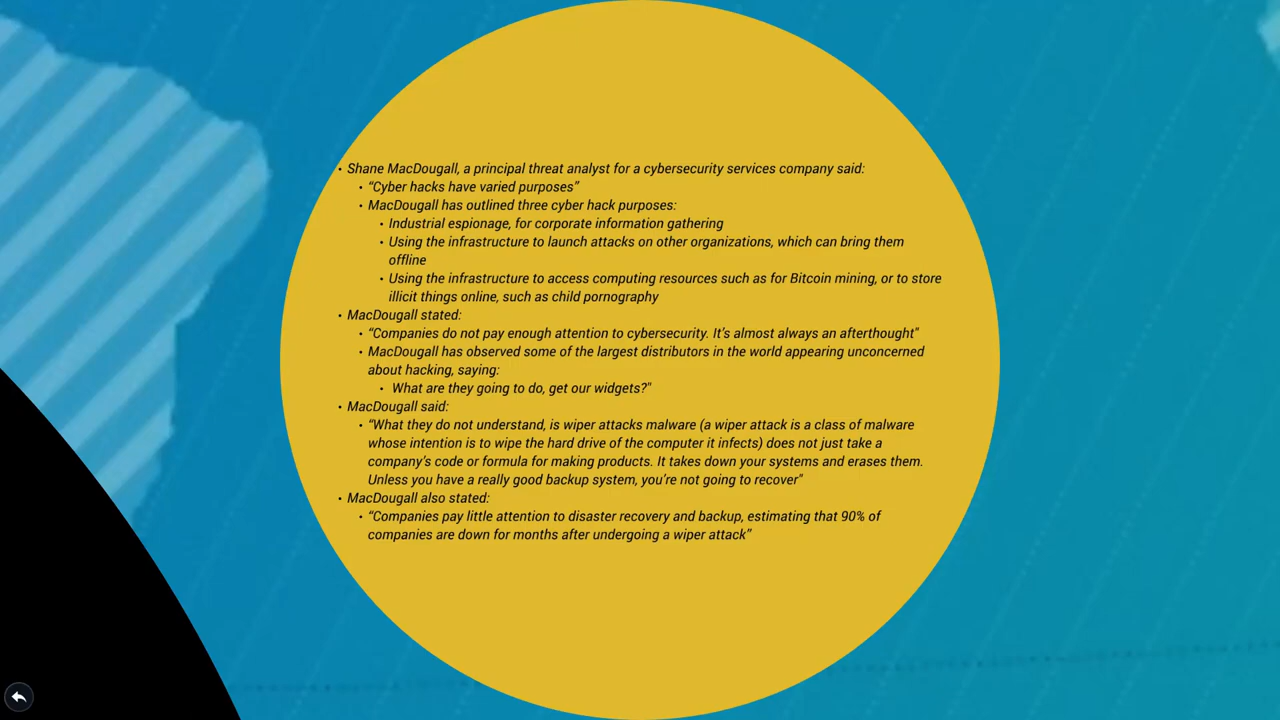 • Shane MacDougall, a principal threat analyst for a cybersecurity services company said:
• “Cyber hacks have varied purposes”
• MacDougall has outlined three cyber hack purposes:
• Industrial espionage, for corporate information gathering
• Using the infrastructure to launch attacks on other organizations, which can bring them
offline
• Using the infrastructure to access computing resources such as for Bitcoin mining, or to store
illicit things online, such as child pornography
• MacDougall stated:
• “Companies do not pay enough attention to cybersecurity. It’s almost always an afterthought"
• MacDougall has observed some of the largest distributors in the world appearing unconcerned
about hacking, saying:
• What are they going to do, get our widgets?"
• MacDougall said:
• “What they do not understand, is wiper attacks malware (a wiper attack is a class of malware
whose intention is to wipe the hard drive of the computer it infects) does not just take a
company’s code or formula for making products. It takes down your systems and erases them.
Unless you have a really good backup system, you’re not going to recover"
• MacDougall also stated:
• “Companies pay little attention to disaster recovery and backup, estimating that 90% of
companies are down for months after undergoing a wiper attack”